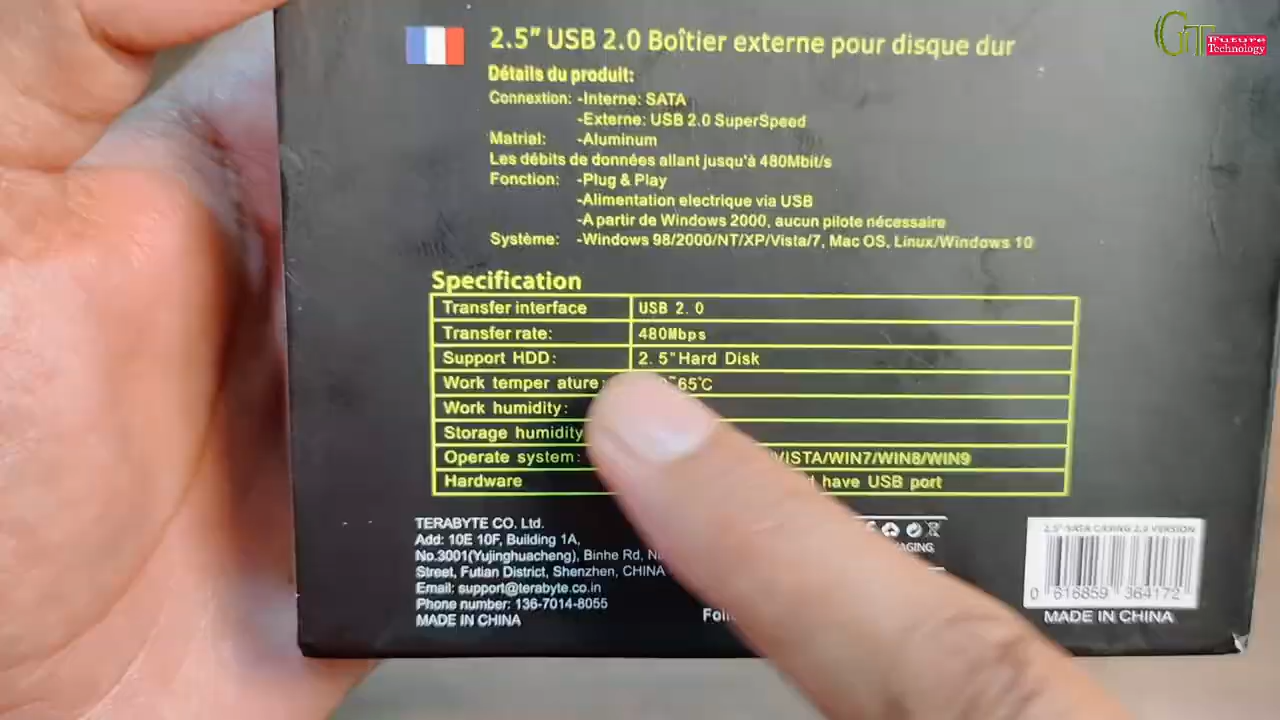 GT Future Technology
2.5" USB 2.0 Boîtier externe pour disque dur
Détails du produit:
Connextion: -Interne: SATA
-Externe: USB 2.0 SuperSpeed
Matrial: -Aluminum
Les débits de données allant jusqu'à 480Mbit/s
Fonction: -Plug & Play
-Alimentation electrique via USB
-A partir de Windows 2000, aucun pilote nécessaire
Système: -Windows 98/2000/NT/XP/Vista/7, Mac OS, Linux/Windows 10
Specification
Transfer interface USB 2.0
Transfer rate: 480Mbps
Support HDD: 2.5"Hard Disk
Work temper ature: 65℃
Work humidity:
Storage humidity
Operate system: VISTA/WIN7/WIN8/WIN9
Hardware have USB port
TERABYTE CO. Ltd.
Add: 10E 10F, Building 1A,
No.3001(Yujinghuacheng), Binhe Rd,
Street, Futian District, Shenzhen, CHINA
Email: support@terabyte.co.in
Phone number: 136-7014-8055
MADE IN CHINA
2.5" SATA CASING 2.0 VERSION
0 616859 364172
MADE IN CHINA